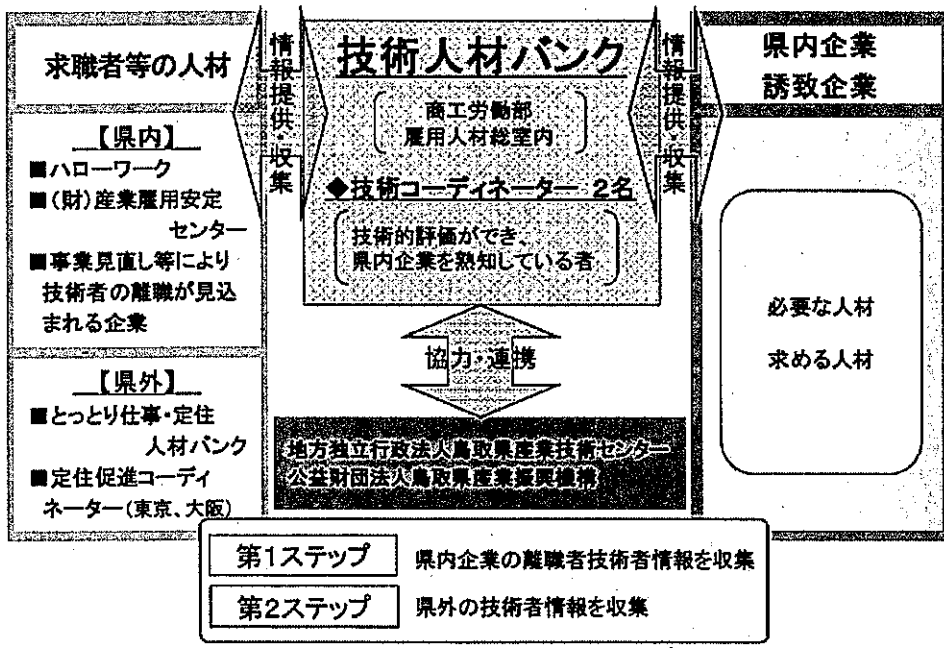 求職者等の人材
【県内】
■ハローワーク
■(財)産業雇用安定
センター
■事業見直し等により
技術者の離職が見込
まれる企業
【県外】
■とっとり仕事・定住
人材バンク
■定住促進コーディ
ネーター(東京、大阪)
情報提供・収集
技術人材バンク
商工労働部
雇用人材総室内
◆技術コーディネーター 2名
技術的評価ができ、
県内企業を熟知している者
協力・連携
地方独立行政法人鳥取県産業技術センター
公益財団法人鳥取県産業振興機構
情報提供・収集
県内企業
誘致企業
必要な人材
求める人材
第1ステップ 県内企業の離職者技術者情報を収集
第2ステップ 県外の技術者情報を収集